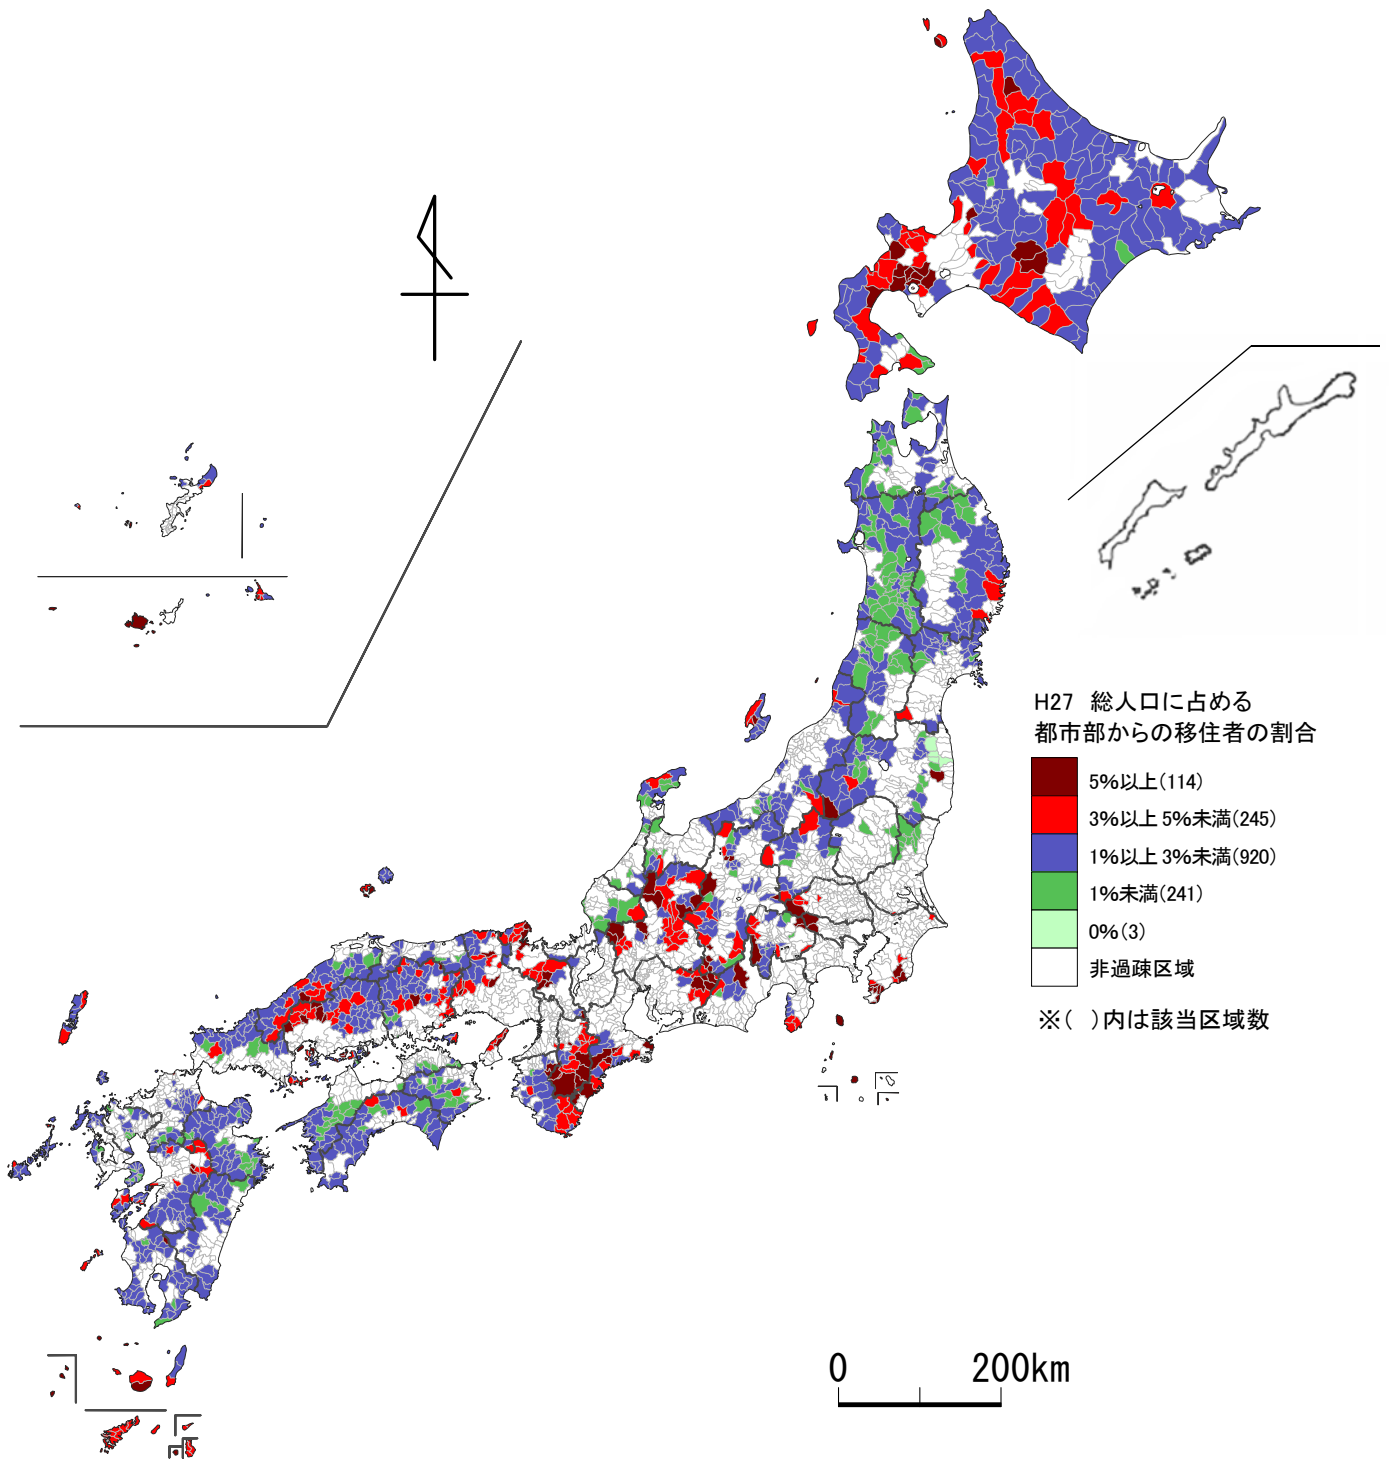 H27 総人口に占める
都市部からの移住者の割合
5%以上(114)
3%以上 5%未満(245)
1%以上 3%未満(920)
1%未満(241)
0%(3)
非過疎区域
※( )内は該当区域数
0 200km